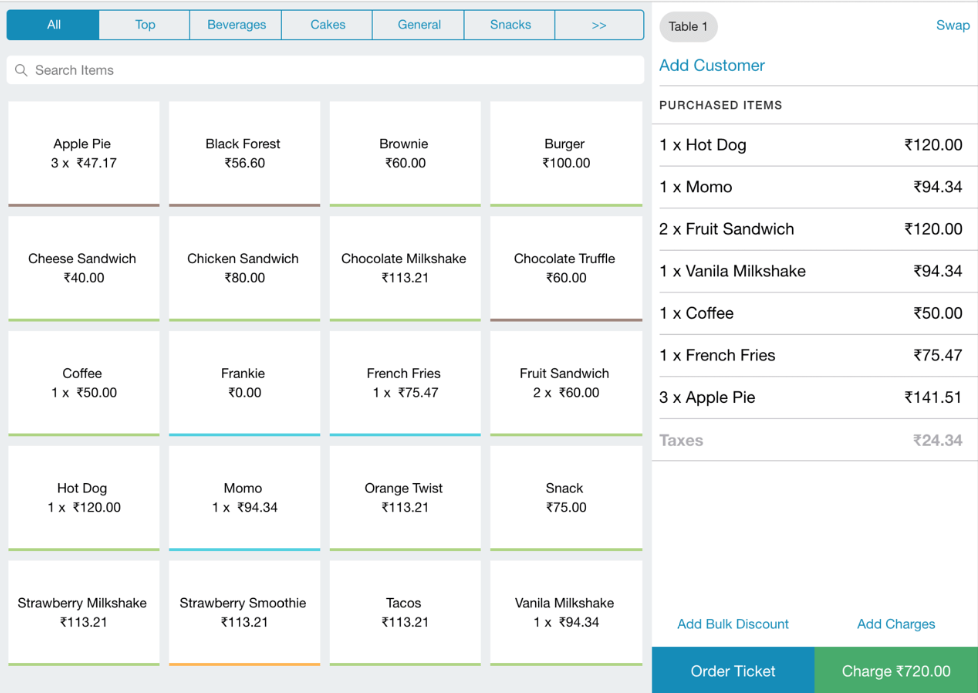 All Top Beverages Cakes General Snacks >>
Search Items
Apple Pie
3 x ₹47.17
Black Forest
₹56.60
Brownie
₹60.00
Burger
₹100.00
Cheese Sandwich
₹40.00
Chicken Sandwich
₹80.00
Chocolate Milkshake
₹113.21
Chocolate Truffle
₹60.00
Coffee
1 x ₹50.00
Frankie
₹0.00
French Fries
1 x ₹75.47
Fruit Sandwich
2 x ₹60.00
Hot Dog
1 x ₹120.00
Momo
1 x ₹94.34
Orange Twist
₹113.21
Snack
₹75.00
Strawberry Milkshake
₹113.21
Strawberry Smoothie
₹113.21
Tacos
₹113.21
Vanila Milkshake
1 x ₹94.34
Table 1 Swap
Add Customer
PURCHASED ITEMS
1 x Hot Dog ₹120.00
1 x Momo ₹94.34
2 x Fruit Sandwich ₹120.00
1 x Vanila Milkshake ₹94.34
1 x Coffee ₹50.00
1 x French Fries ₹75.47
3 x Apple Pie ₹141.51
Taxes ₹24.34
Add Bulk Discount Add Charges
Order Ticket Charge ₹720.00